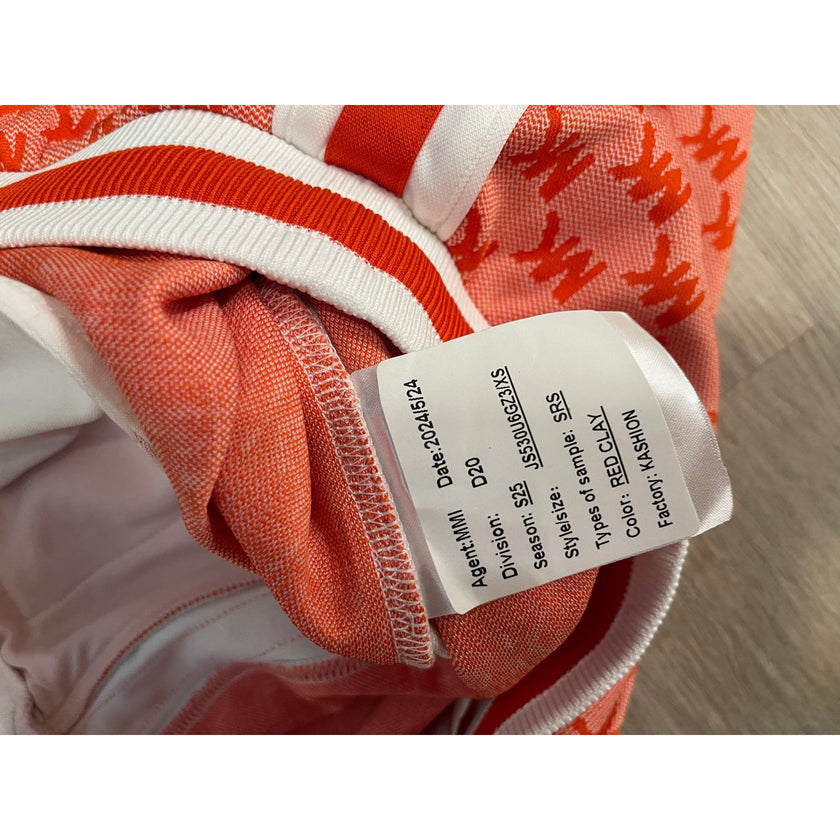 Agent:MMI Date:2024/5/24
Division: D20
Season: S25 JS530U6GZ3/XS
Style/size:
Types of sample: SRS
Color: RED CLAY
Factory: KASHION
MK